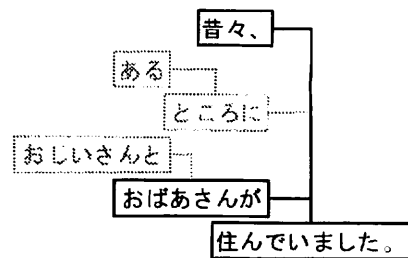 昔々、
ある
ところに
おじいさんと
おばあさんが
住んでいました。